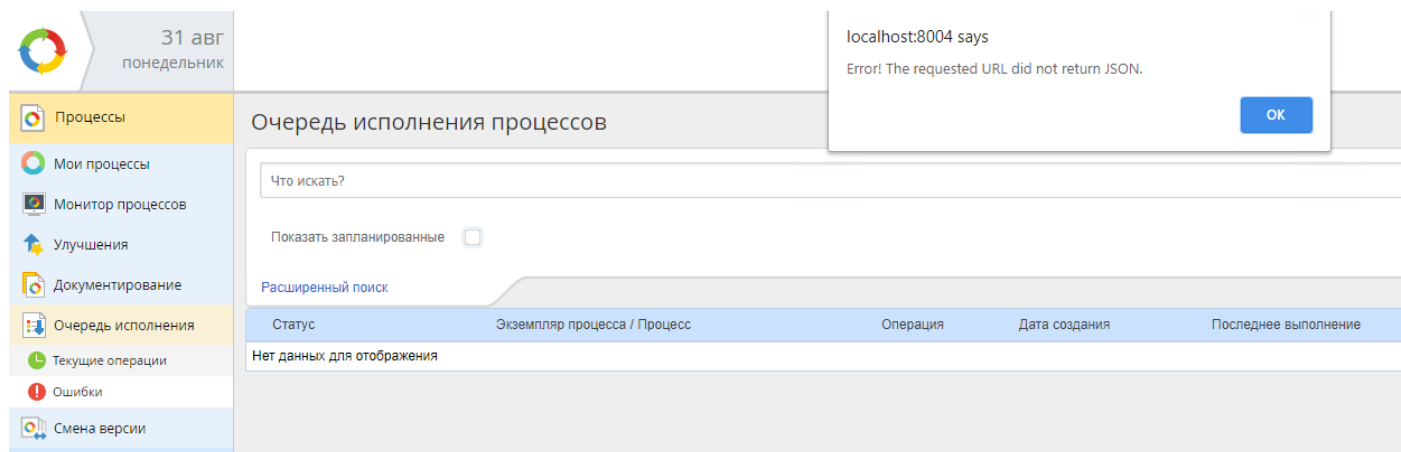 31 авг
понедельник
localhost:8004 says
Error! The requested URL did not return JSON.
OK
Процессы
Мои процессы
Монитор процессов
Улучшения
Документирование
Очередь исполнения
Текущие операции
Ошибки
Смена версии
Очередь исполнения процессов
Что искать?
Показать запланированные
Расширенный поиск
Статус Экземпляр процесса / Процесс Операция Дата создания Последнее выполнение
Нет данных для отображения